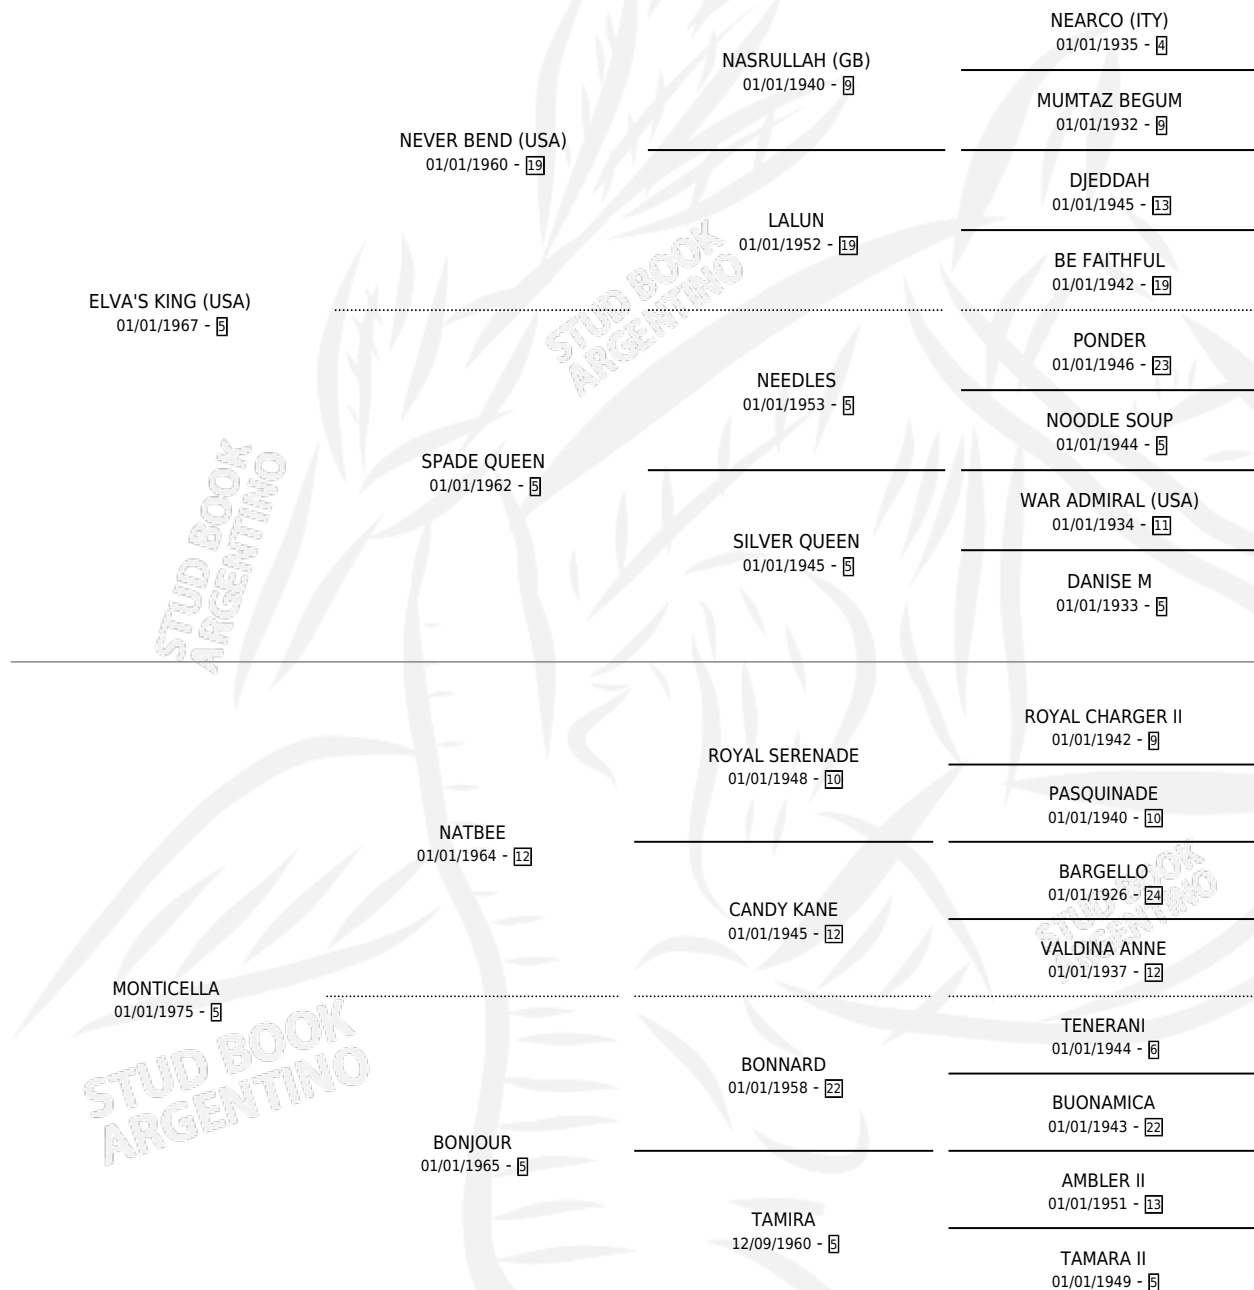 NEARCO (ITY)
01/01/1935 - 4
NASRULLAH (GB)
01/01/1940 - 9
MUMTAZ BEGUM
01/01/1932 - 9
NEVER BEND (USA)
01/01/1960 - 19
DJEDDAH
01/01/1945 - 13
LALUN
01/01/1952 - 19
BE FAITHFUL
01/01/1942 - 19
ELVA'S KING (USA)
01/01/1967 - 5
PONDER
01/01/1946 - 23
NEEDLES
01/01/1953 - 5
NOODLE SOUP
01/01/1944 - 5
SPADE QUEEN
01/01/1962 - 5
WAR ADMIRAL (USA)
01/01/1934 - 11
SILVER QUEEN
01/01/1945 - 5
DANISE M
01/01/1933 - 5
ROYAL CHARGER II
01/01/1942 - 9
ROYAL SERENADE
01/01/1948 - 10
PASQUINADE
01/01/1940 - 10
NATBEE
01/01/1964 - 12
BARGELLO
01/01/1926 - 24
CANDY KANE
01/01/1945 - 12
VALDINA ANNE
01/01/1937 - 12
MONTICELLA
01/01/1975 - 5
TENERANI
01/01/1944 - 6
BONNARD
01/01/1958 - 22
BUONAMICA
01/01/1943 - 22
BONJOUR
01/01/1965 - 5
AMBLER II
01/01/1951 - 13
TAMIRA
12/09/1960 - 5
TAMARA II
01/01/1949 - 5
STUD BOOK
ARGENTINO
STUD BOOK
ARGENTINO
STUD BOOK
ARGENTINO
STUD BOOK
ARGENTINO